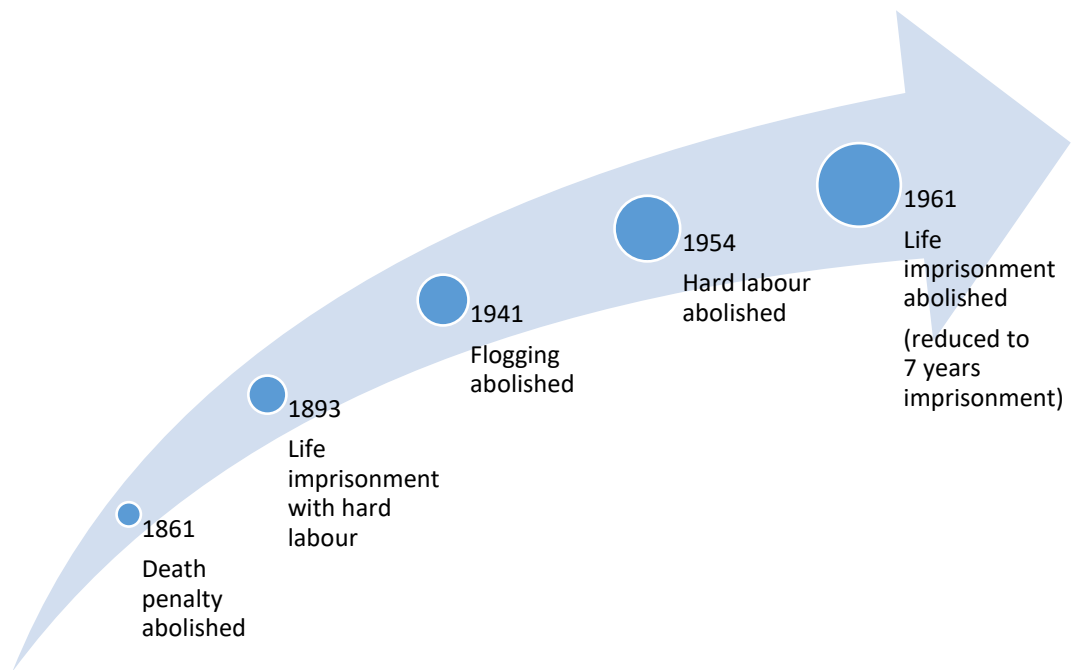 1861
Death
penalty
abolished
1893
Life
imprisonment
with hard
labour
1941
Flogging
abolished
1954
Hard labour
abolished
1961
Life
imprisonment
abolished
(reduced to
7 years
imprisonment)